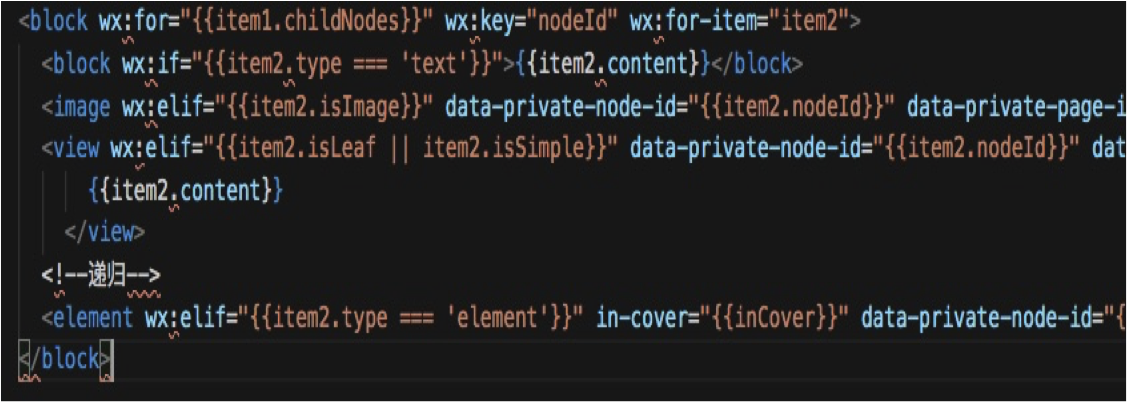 <block wx:for="{{item1.childNodes}}" wx:key="nodeId" wx:for-item="item2">
<block wx:if="{{item2.type === 'text'}}">{{item2.content}}</block>
<image wx:elif="{{item2.isImage}}" data-private-node-id="{{item2.nodeId}}" data-private-page-i
<view wx:elif="{{item2.isLeaf || item2.isSimple}}" data-private-node-id="{{item2.nodeId}}" dat
{{item2.content}}
</view>
<!--递归-->
<element wx:elif="{{item2.type === 'element'}}" in-cover="{{inCover}}" data-private-node-id="{
</block>